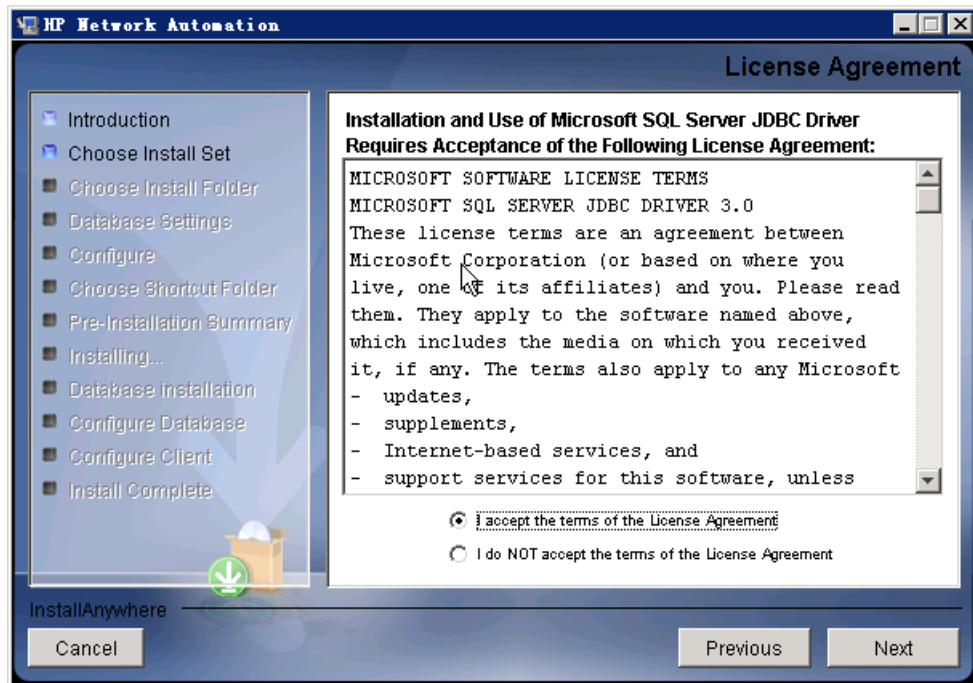 HP Network Automation
License Agreement
Introduction
Choose Install Set
Choose Install Folder
Database Settings
Configure
Choose Shortcut Folder
Pre-Installation Summary
Installing...
Database installation
Configure Database
Configure Client
Install Complete
Installation and Use of Microsoft SQL Server JDBC Driver
Requires Acceptance of the Following License Agreement:
MICROSOFT SOFTWARE LICENSE TERMS
MICROSOFT SQL SERVER JDBC DRIVER 3.0
These license terms are an agreement between
Microsoft Corporation (or based on where you
live, one of its affiliates) and you. Please read
them. They apply to the software named above,
which includes the media on which you received
it, if any. The terms also apply to any Microsoft
- updates,
- supplements,
- Internet-based services, and
- support services for this software, unless
I accept the terms of the License Agreement
I do NOT accept the terms of the License Agreement
InstallAnywhere
Cancel
Previous
Next